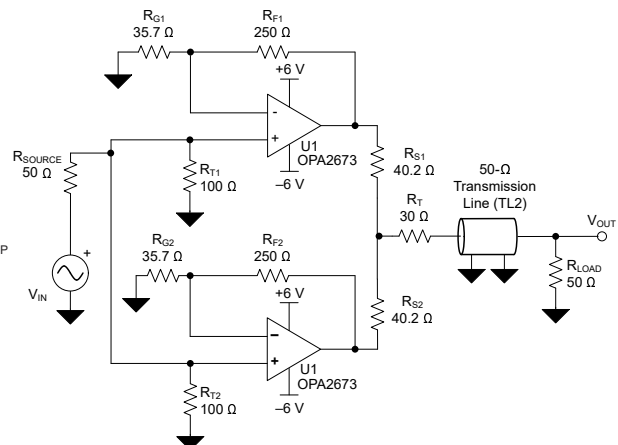 R_G1
35.7 Ω
R_F1
250 Ω
+6 V
-
+
U1
OPA2673
–6 V
R_SOURCE
50 Ω
R_T1
100 Ω
R_S1
40.2 Ω
50-Ω
Transmission
Line (TL2)
R_T
30 Ω
V_OUT
R_LOAD
50 Ω
P
+
V_IN
R_G2
35.7 Ω
R_F2
250 Ω
+6 V
–
+
U1
OPA2673
–6 V
R_S2
40.2 Ω
R_T2
100 Ω